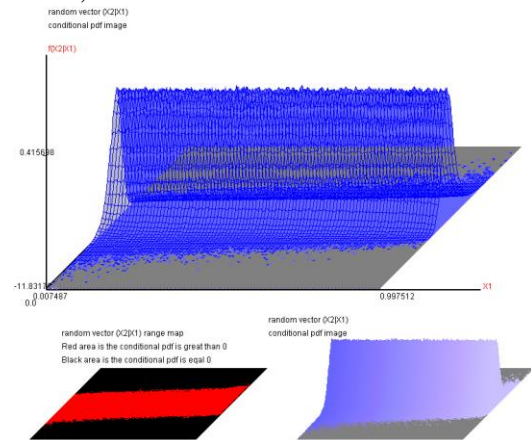 random vector (X2|X1)
conditional pdf image
f(X2|X1)
0.415698
-11.8317
0.007487
0.997512
X1
0.0
random vector (X2|X1) range map
Red area is the conditional pdf is great than 0
Black area is the conditional pdf is eqal 0
random vector (X2|X1)
conditional pdf image